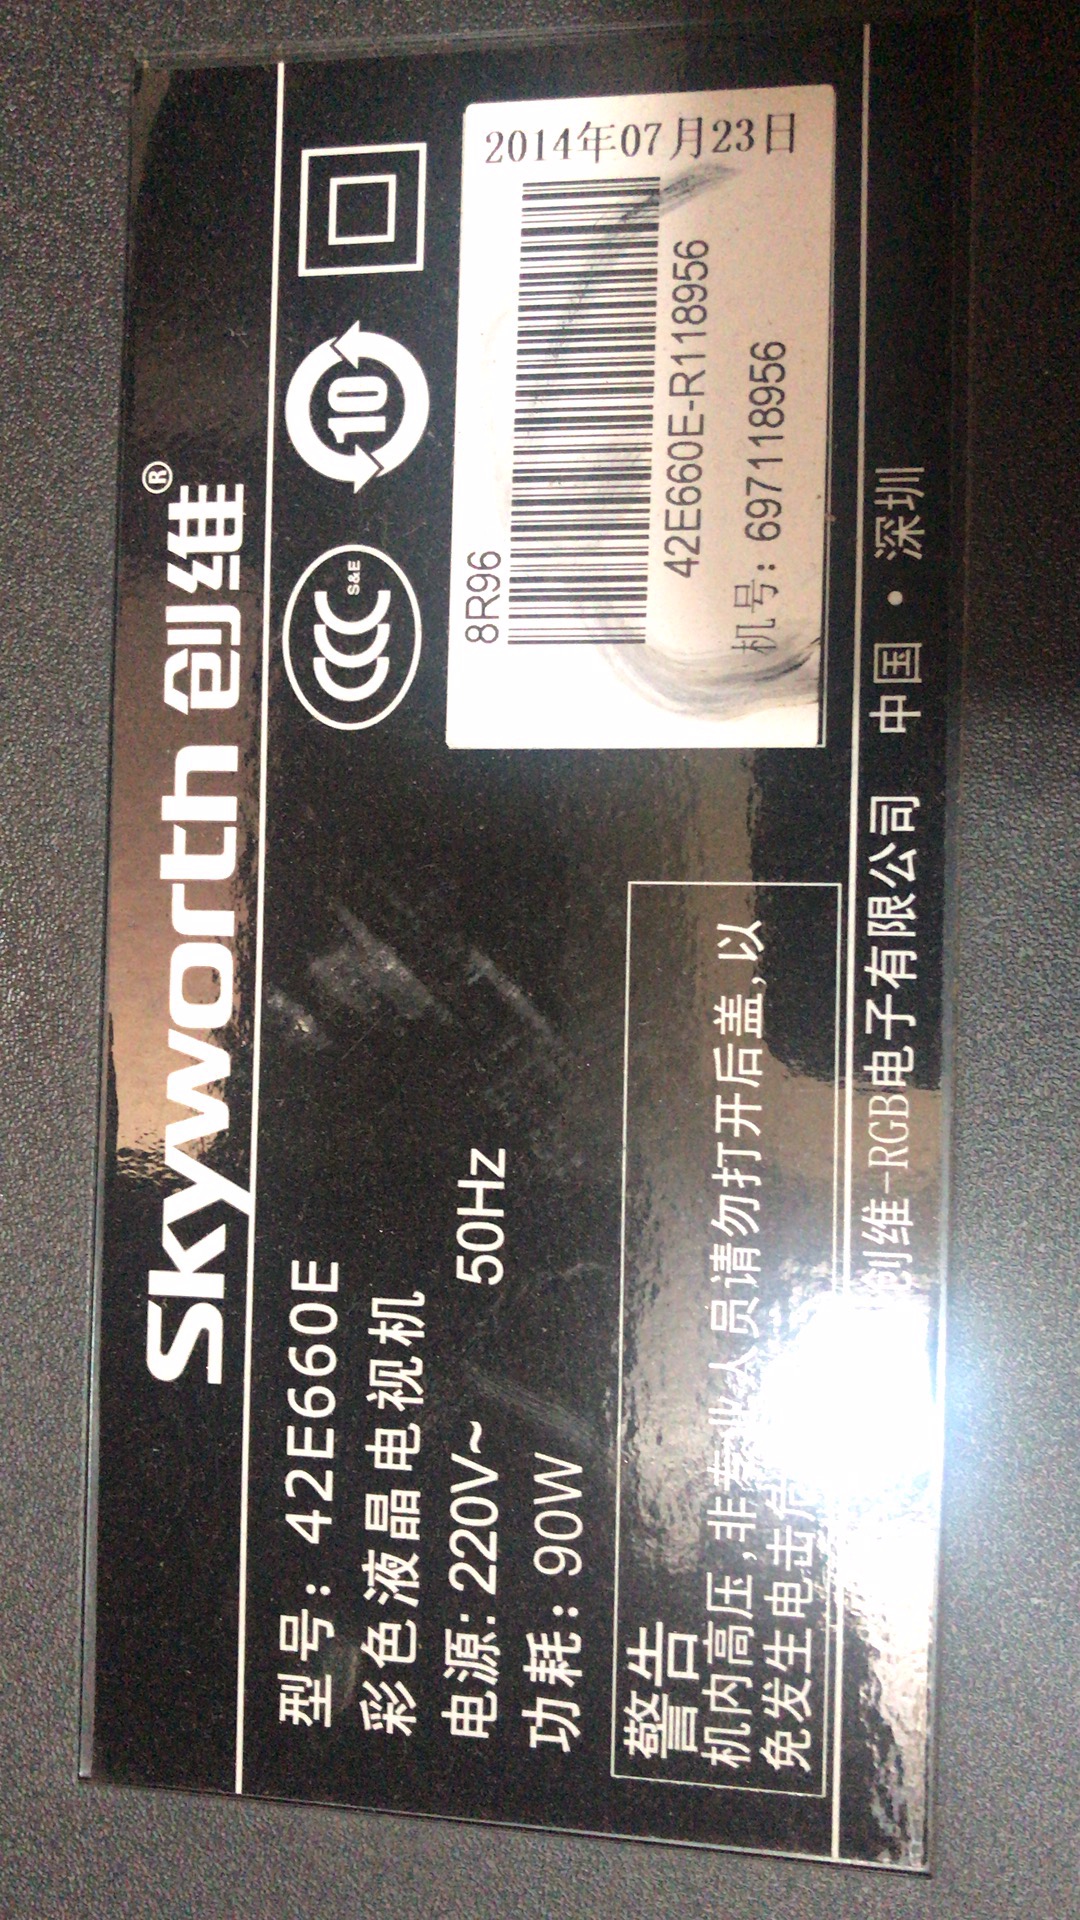 Skyworth 创维®
型号：42E660E
彩色液晶电视机
电源：220V~ 50Hz
功耗：90W
S&E
10
8R96
2014年07月23日
42E660E-R118956
机号：697118956
警告
机内高压，非专业人员请勿打开后盖，以
免发生电击危
创维-RGB电子有限公司 中国·深圳